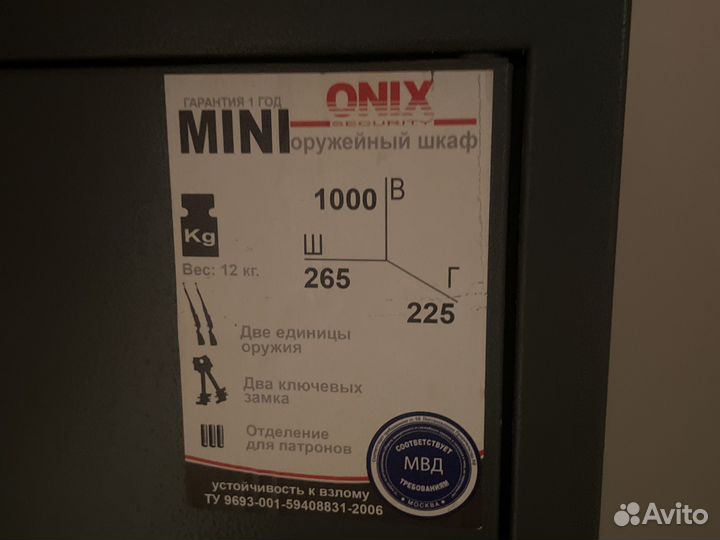 ГАРАНТИЯ 1 ГОД
ONIX
SECURITY
MINI
оружейный шкаф
1000
В
Ш
265
Г
225
Kg
Вес: 12 кг.
Две единицы
оружия
Два ключевых
замка
Отделение
для патронов
СООТВЕТСТВУЕТ
МВД
ТРЕБОВАНИЯМ
МОСКВА
устойчивость к взлому
ТУ 9693-001-59408831-2006
Avito